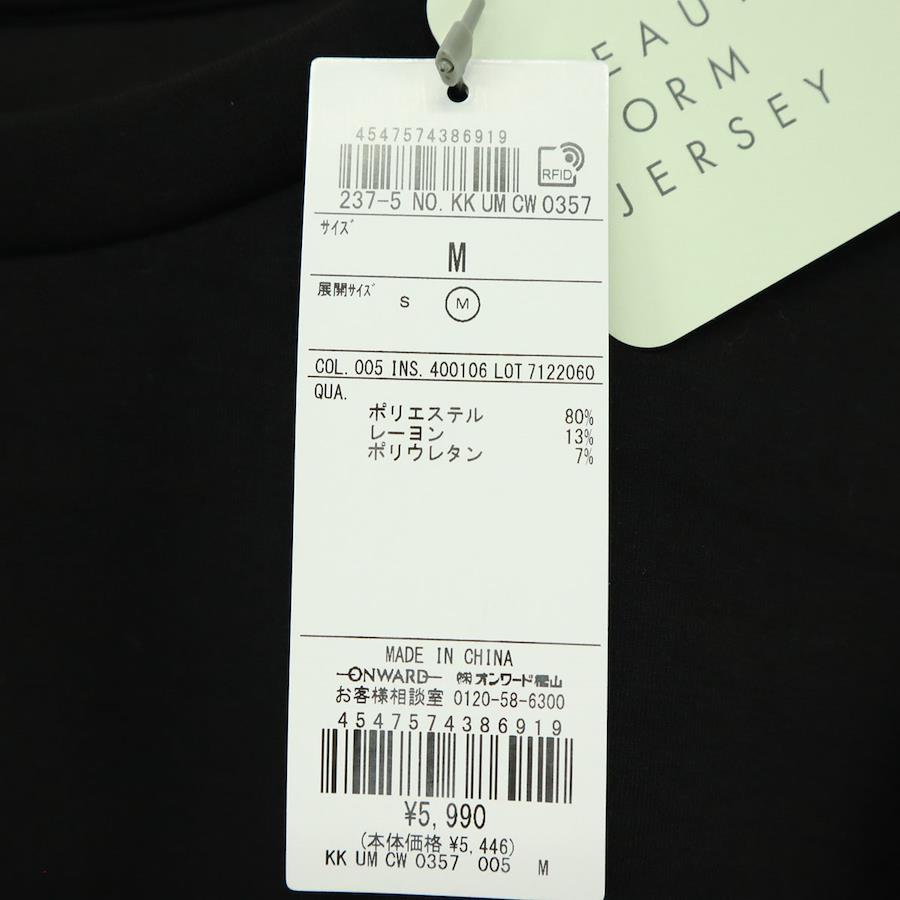 ORM
JERSEY
4547574386919
RFID
237-5 NO. KK UM CW 0357
サイズ
M
展開サイズ S M
COL. 005 INS. 400106 LOT 7122060
QUA.
ポリエステル 80%
レーヨン 13%
ポリウレタン 7%
MADE IN CHINA
ONWARD ㈱オンワード樫山
お客様相談室 0120-58-6300
4547574386919
¥5,990
(本体価格 ¥5,446)
KK UM CW 0357 005 M